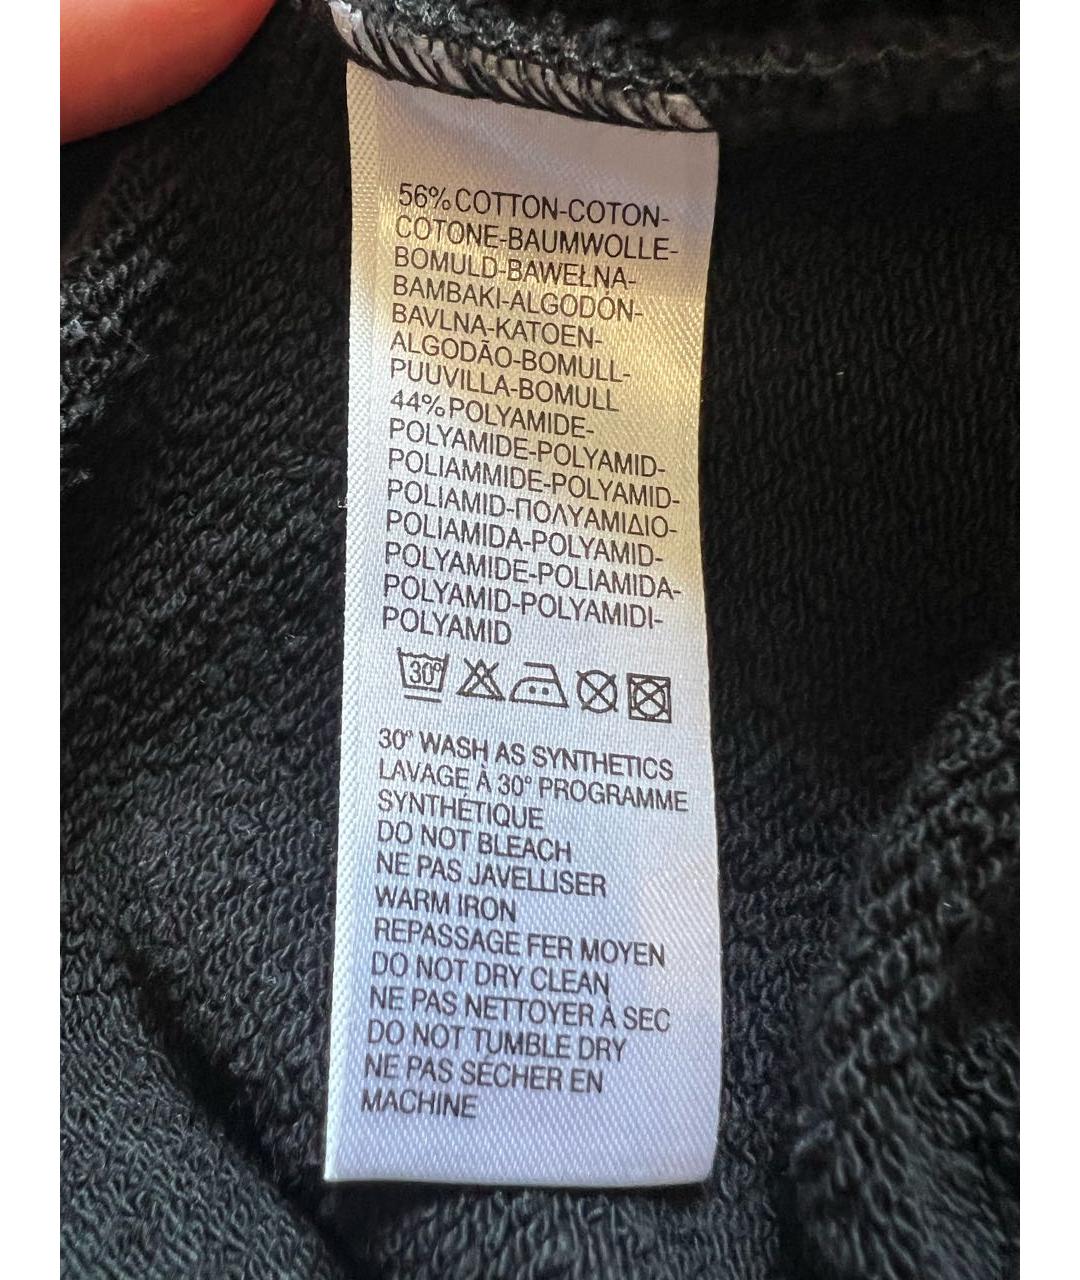 56% COTTON-COTON-
COTONE-BAUMWOLLE-
BOMULD-BAWEŁNA-
BAMBAKI-ALGODÓN-
BAVLNA-KATOEN-
ALGODÃO-BOMULL-
PUUVILLA-BOMULL
44% POLYAMIDE-
POLYAMIDE-POLYAMID-
POLIAMMIDE-POLYAMID-
POLIAMID-ΠΟΛΥΑΜΙΔΙΟ-
POLIAMIDA-POLYAMID-
POLYAMIDE-POLIAMIDA-
POLYAMID-POLYAMIDI-
POLYAMID
30°
30° WASH AS SYNTHETICS
LAVAGE À 30° PROGRAMME
SYNTHÉTIQUE
DO NOT BLEACH
NE PAS JAVELLISER
WARM IRON
REPASSAGE FER MOYEN
DO NOT DRY CLEAN
NE PAS NETTOYER À SEC
DO NOT TUMBLE DRY
NE PAS SÉCHER EN
MACHINE